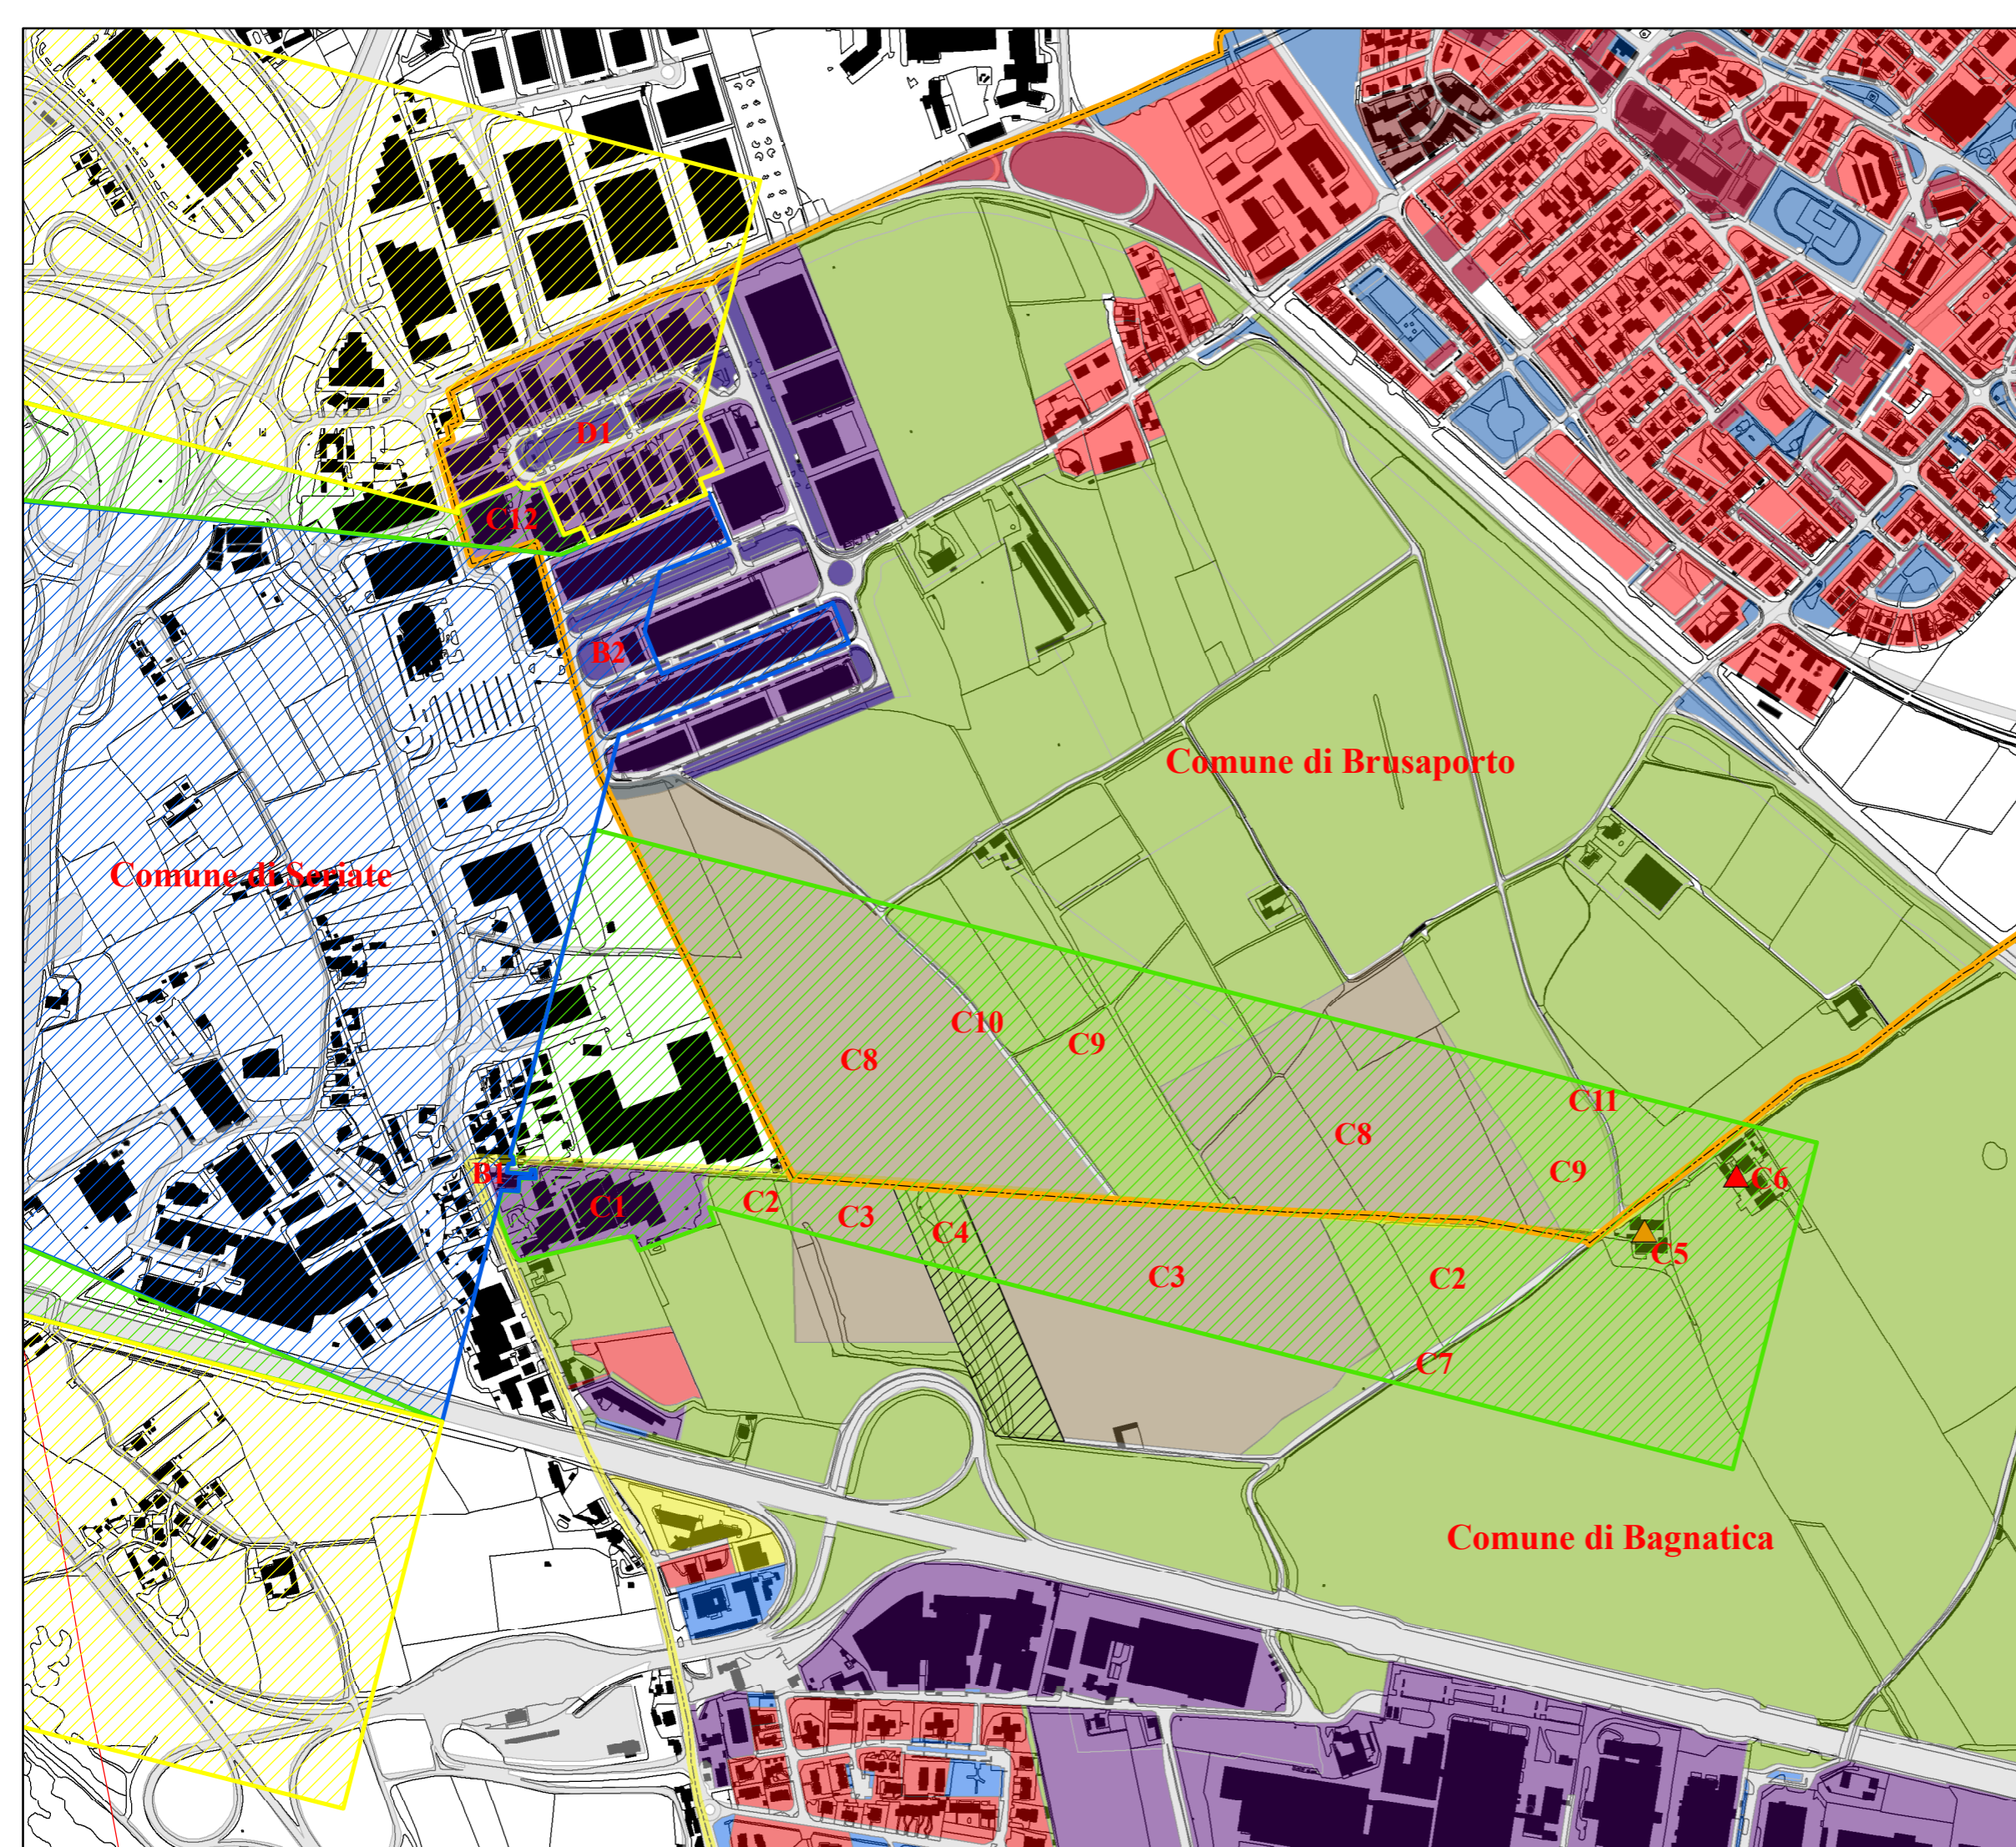 D1
C12
B2
Comune di Brusaporto
Comune di Seriate
C10
C9
C8
C11
C8
C9
B1
C1
C2
C3
C4
C6
C5
C3
C2
C7
Comune di Bagnatica